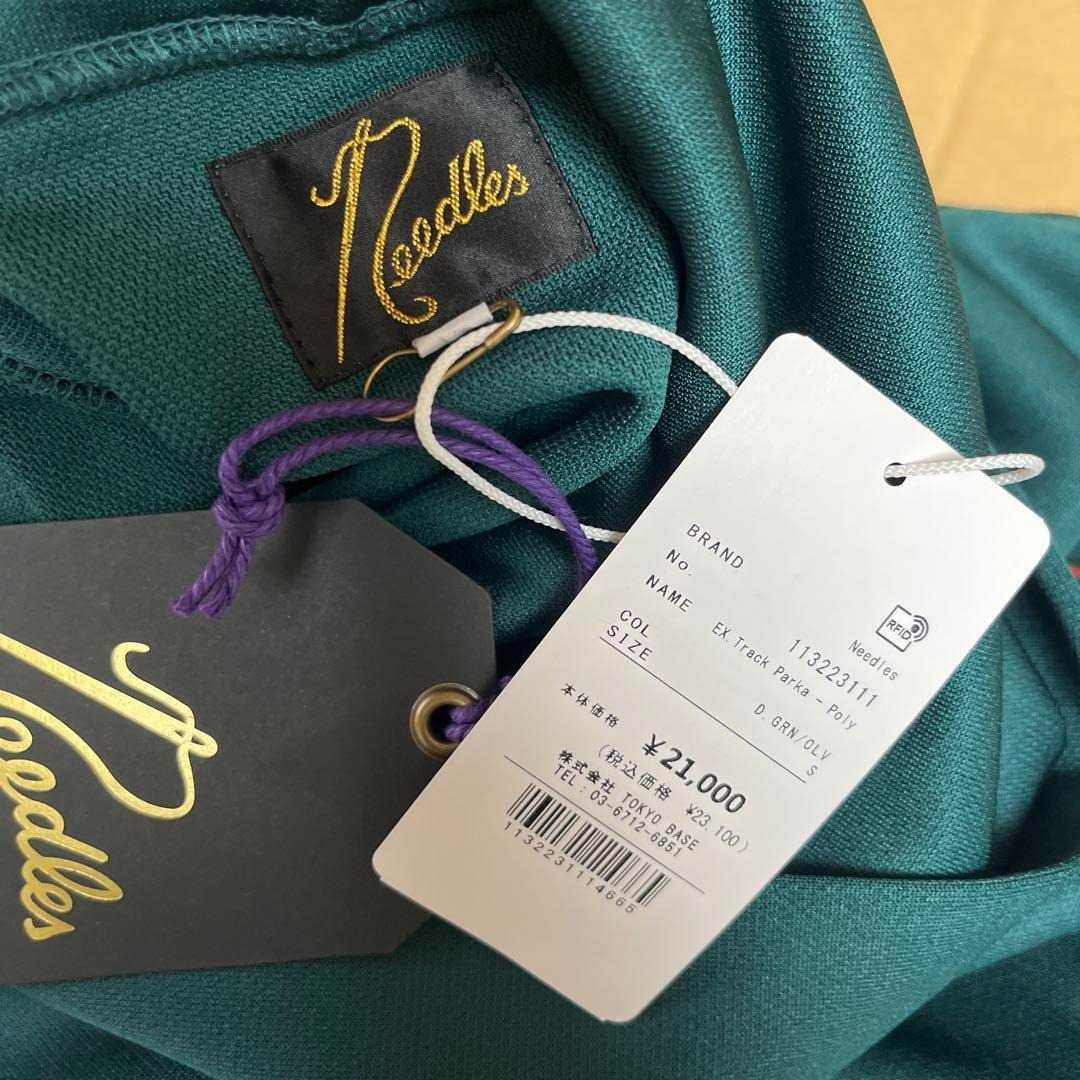 Needles
Needles
RFID
BRAND Needles
No. 113223111
NAME EX.Track Parka - Poly
COL D.GRN/OLV
SIZE S
本体価格 ¥21,000
(税込価格 ¥23,100)
株式会社 TOKYO BASE
TEL:03-6712-6851
1132231114665